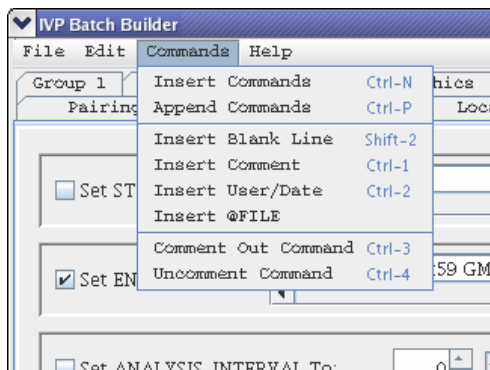 IVP Batch Builder
File Edit Commands Help
Group 1 hics
Pairing Loca
Insert Commands Ctrl-N
Append Commands Ctrl-P
Insert Blank Line Shift-2
Insert Comment Ctrl-1
Insert User/Date Ctrl-2
Insert @FILE
Comment Out Command Ctrl-3
Uncomment Command Ctrl-4
Set ST
Set EN :59 GM
Set ANALYSIS INTERVAL To: 0